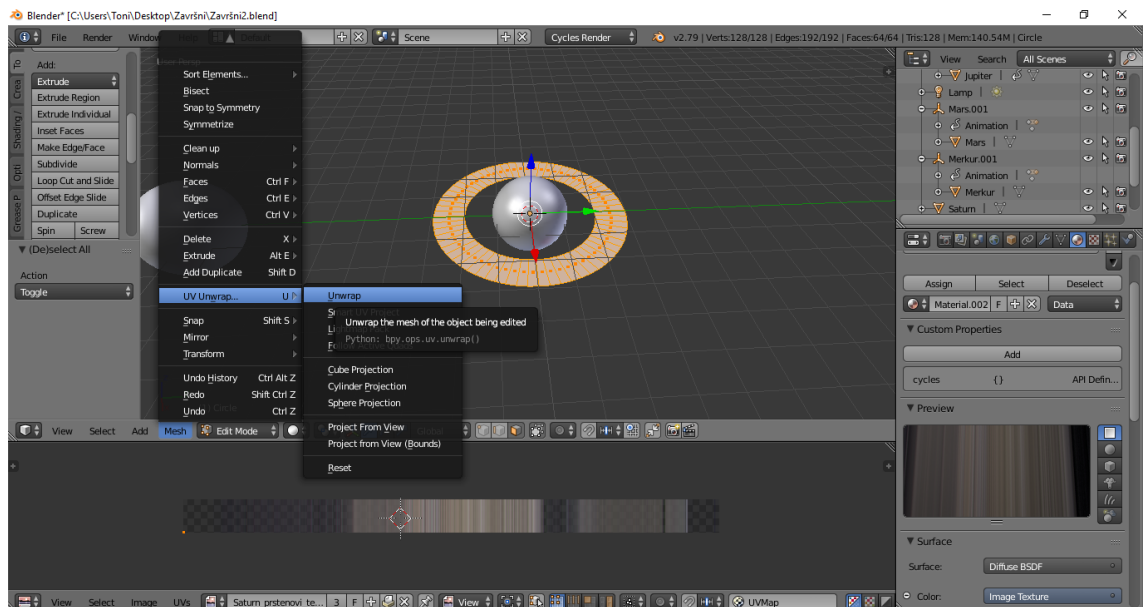 Blender* [C:\Users\Toni\Desktop\Završni\Završni2.blend]
File Render Window Help Default Scene Cycles Render v2.79 | Verts:128/128 | Edges:192/192 | Faces:64/64 | Tris:128 | Mem:140.54M | Circle
To
Crea
Shading /
Opti
Grease P
Add:
Extrude
Extrude Region
Extrude Individual
Inset Faces
Make Edge/Face
Subdivide
Loop Cut and Slide
Offset Edge Slide
Duplicate
Spin Screw
(De)select All
Action
Toggle
User Persp
Sort Elements...
Bisect
Snap to Symmetry
Symmetrize
Clean up
Normals
Faces Ctrl F
Edges Ctrl E
Vertices Ctrl V
Delete X
Extrude Alt E
Add Duplicate Shift D
UV Unwrap... U
Snap Shift S
Mirror
Transform
Undo History Ctrl Alt Z
Redo Shift Ctrl Z
Undo Ctrl Z
Unwrap
Unwrap the mesh of the object being edited
Python: bpy.ops.uv.unwrap()
Cube Projection
Cylinder Projection
Sphere Projection
Project From View
Project from View (Bounds)
Reset
View Select Add Mesh Edit Mode Global
View Search All Scenes
Jupiter
Lamp
Mars.001
Animation
Mars
Merkur.001
Animation
Merkur
Saturn
Assign Select Deselect
Material.002 F Data
Custom Properties
Add
cycles {} API Defin...
Preview
Surface
Surface: Diffuse BSDF
Color: Image Texture
View Select Image UVs Saturn prstenovi te... 3 F View UVMap